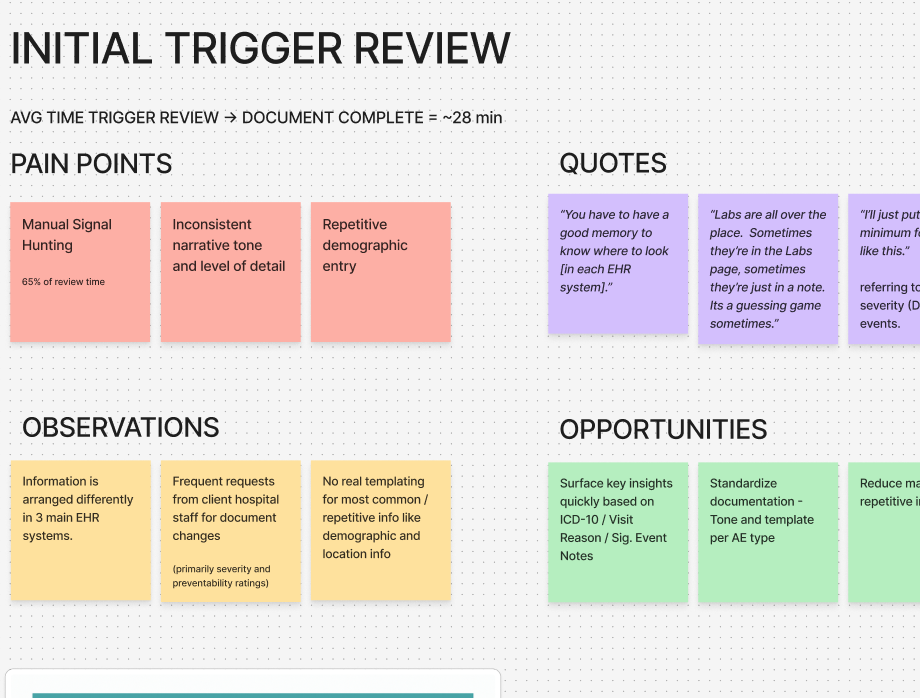 INITIAL TRIGGER REVIEW
AVG TIME TRIGGER REVIEW → DOCUMENT COMPLETE = ~28 min
PAIN POINTS
Manual Signal
Hunting
65% of review time
Inconsistent
narrative tone
and level of detail
Repetitive
demographic
entry
QUOTES
“You have to have a
good memory to
know where to look
[in each EHR
system].”
“Labs are all over the
place.  Sometimes
they’re in the Labs
page, sometimes
they’re just in a note.
Its a guessing game
sometimes.”
“I’ll just put
minimum
like this.”
referring to
severity
events.
OBSERVATIONS
Information is
arranged differently
in 3 main EHR
systems.
Frequent requests
from client hospital
staff for document
changes
(primarily severity and
preventability ratings)
No real templating
for most common /
repetitive info like
demographic and
location info
OPPORTUNITIES
Surface key insights
quickly based on
ICD-10 / Visit
Reason / Sig. Event
Notes
Standardize
documentation -
Tone and template
per AE type
Reduce
repetitive